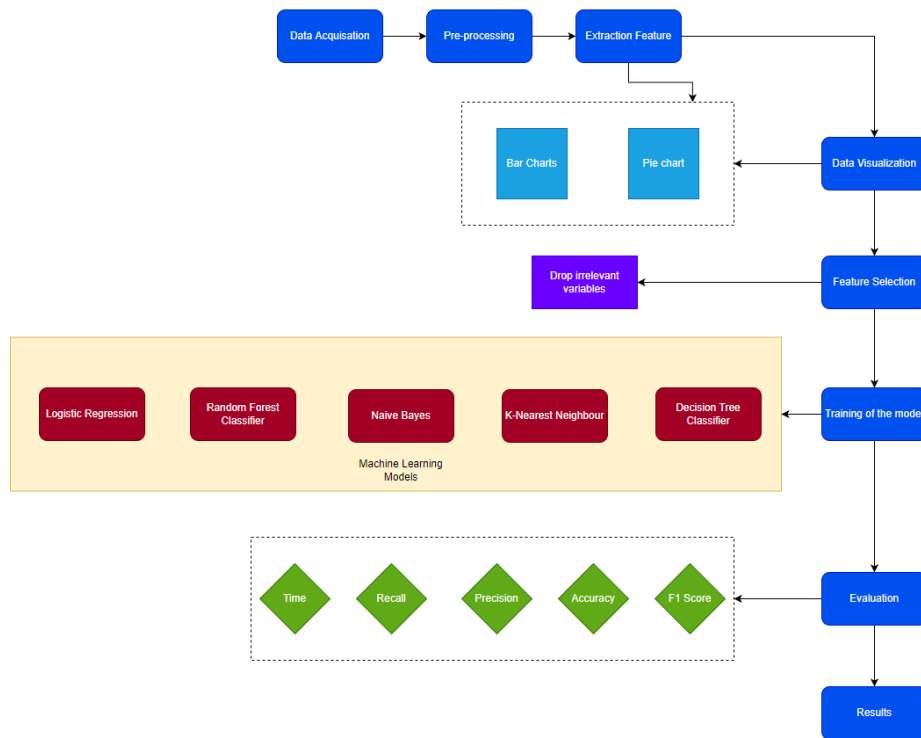 Data Acquisation
Pre-processing
Extraction Feature
Bar Charts
Pie chart
Data Visualization
Drop irrelevant
variables
Feature Selection
Logistic Regression
Random Forest
Classifier
Naive Bayes
K-Nearest Neighbour
Decision Tree
Classifier
Training of the model
Machine Learning
Models
Time
Recall
Precision
Accuracy
F1 Score
Evaluation
Results